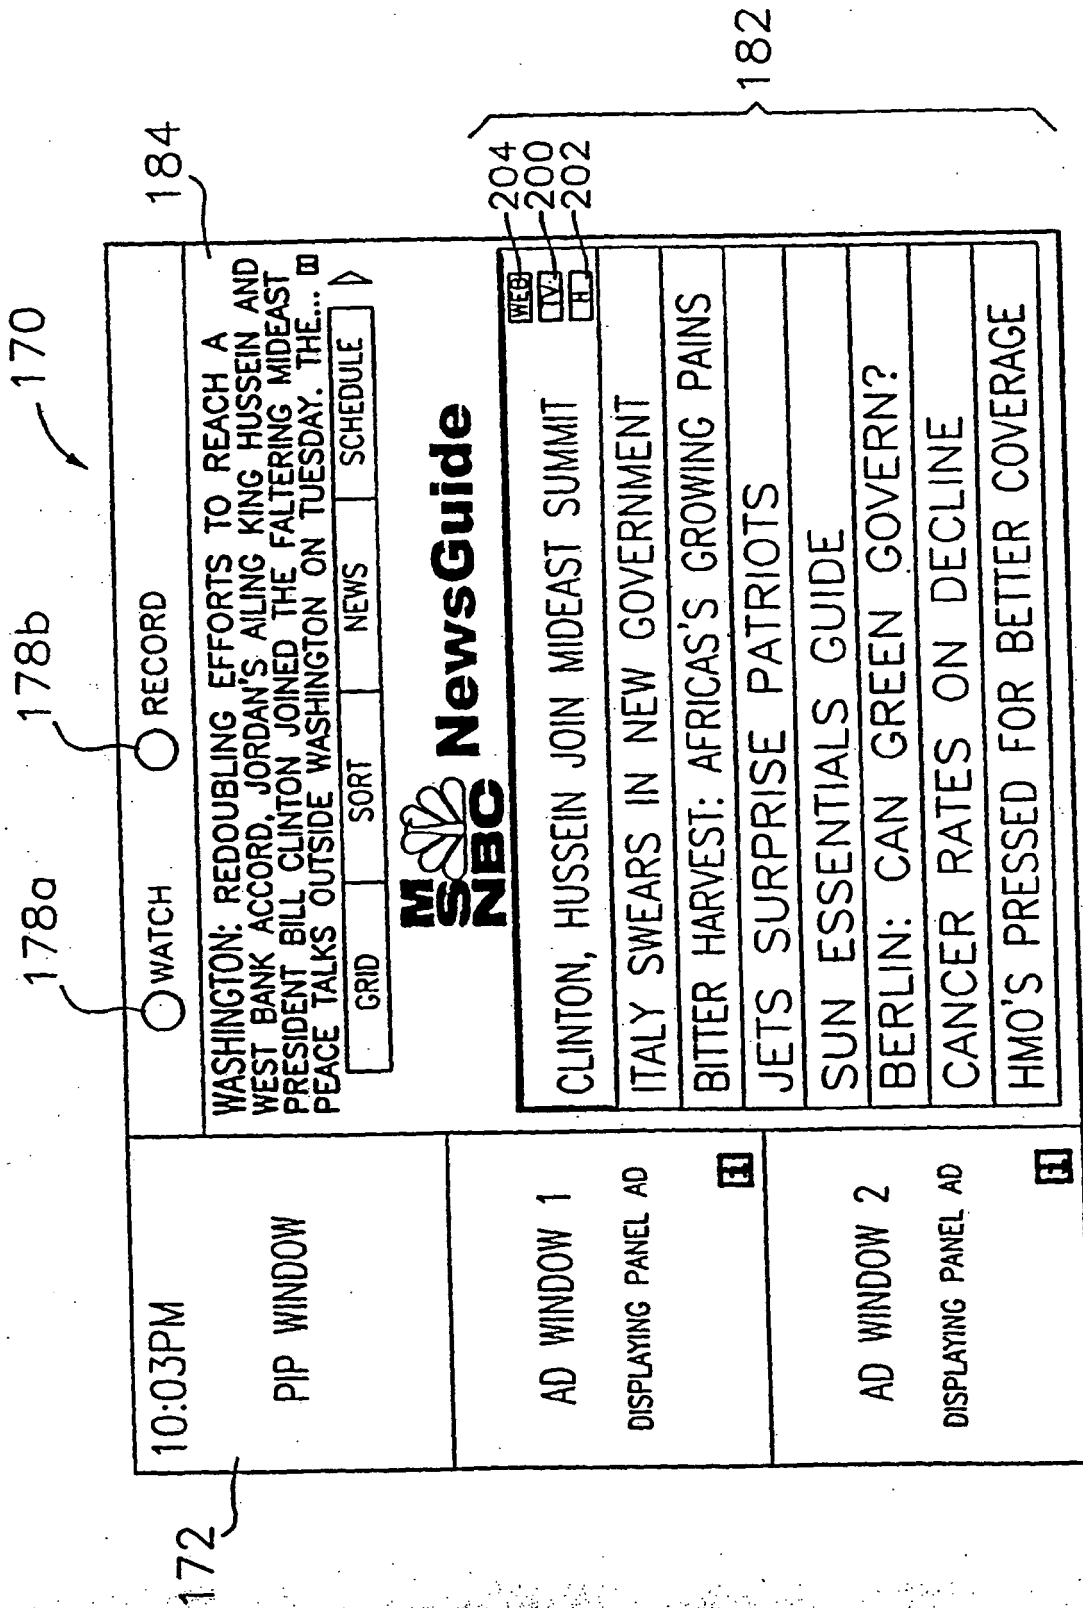 170
178a
178b
184
172
10:03PM
WATCH
RECORD
PIP WINDOW
WASHINGTON: REDOUBLING EFFORTS TO REACH A
WEST BANK ACCORD, JORDAN'S AILING KING HUSSEIN AND
PRESIDENT BILL CLINTON JOINED THE FALTERING MIDEAST
PEACE TALKS OUTSIDE WASHINGTON ON TUESDAY. THE...
GRID
SORT
NEWS
SCHEDULE
M
S
NBC NewsGuide
AD WINDOW 1
DISPLAYING PANEL AD
AD WINDOW 2
DISPLAYING PANEL AD
CLINTON, HUSSEIN JOIN MIDEAST SUMMIT
WEB
TV
H
204
200
202
ITALY SWEARS IN NEW GOVERNMENT
BITTER HARVEST: AFRICAS'S GROWING PAINS
JETS SURPRISE PATRIOTS
SUN ESSENTIALS GUIDE
BERLIN: CAN GREEN GOVERN?
CANCER RATES ON DECLINE
HMO'S PRESSED FOR BETTER COVERAGE
182